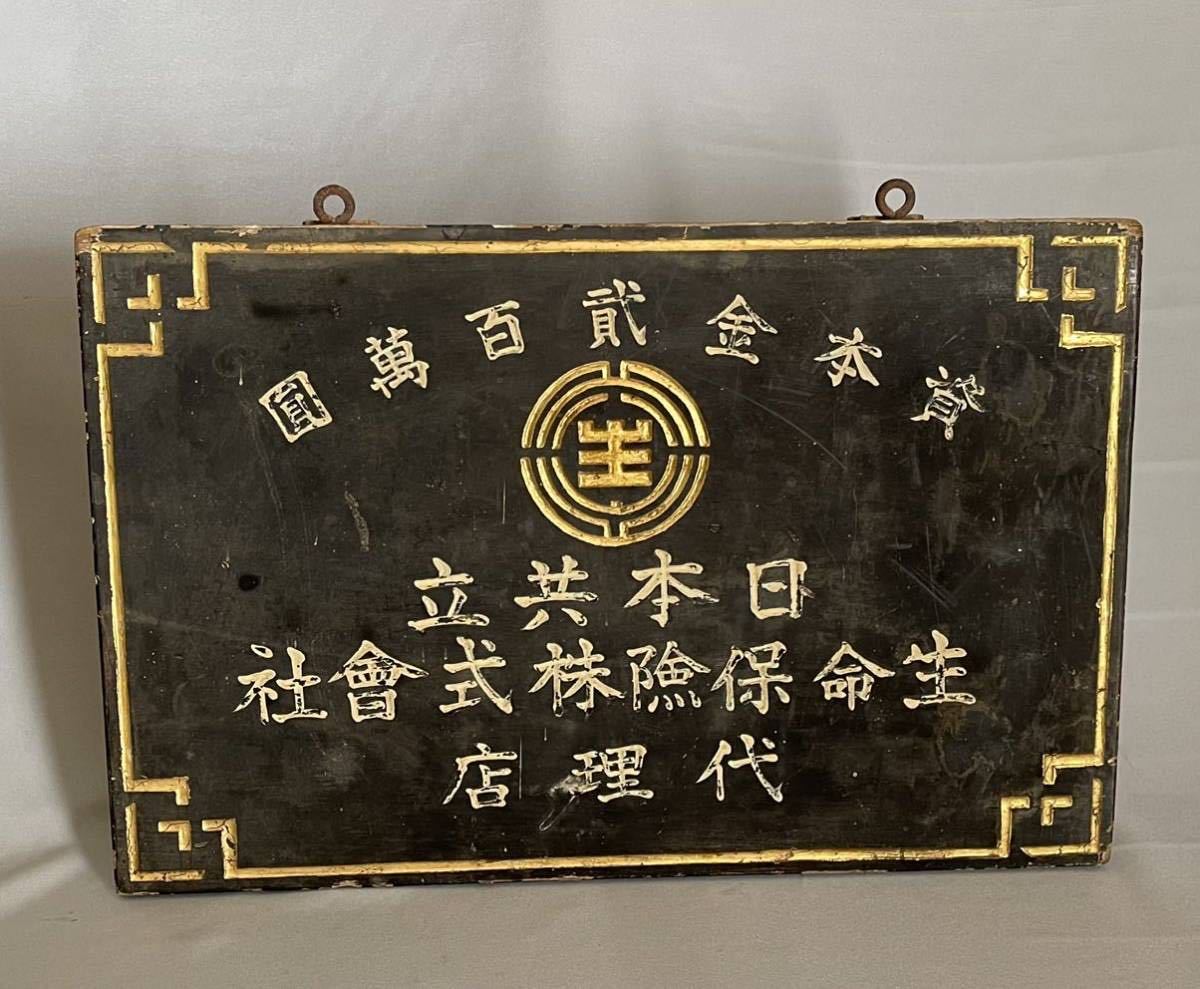 資本金貳百萬圓
生
日本共立
生命保險株式會社
代理店